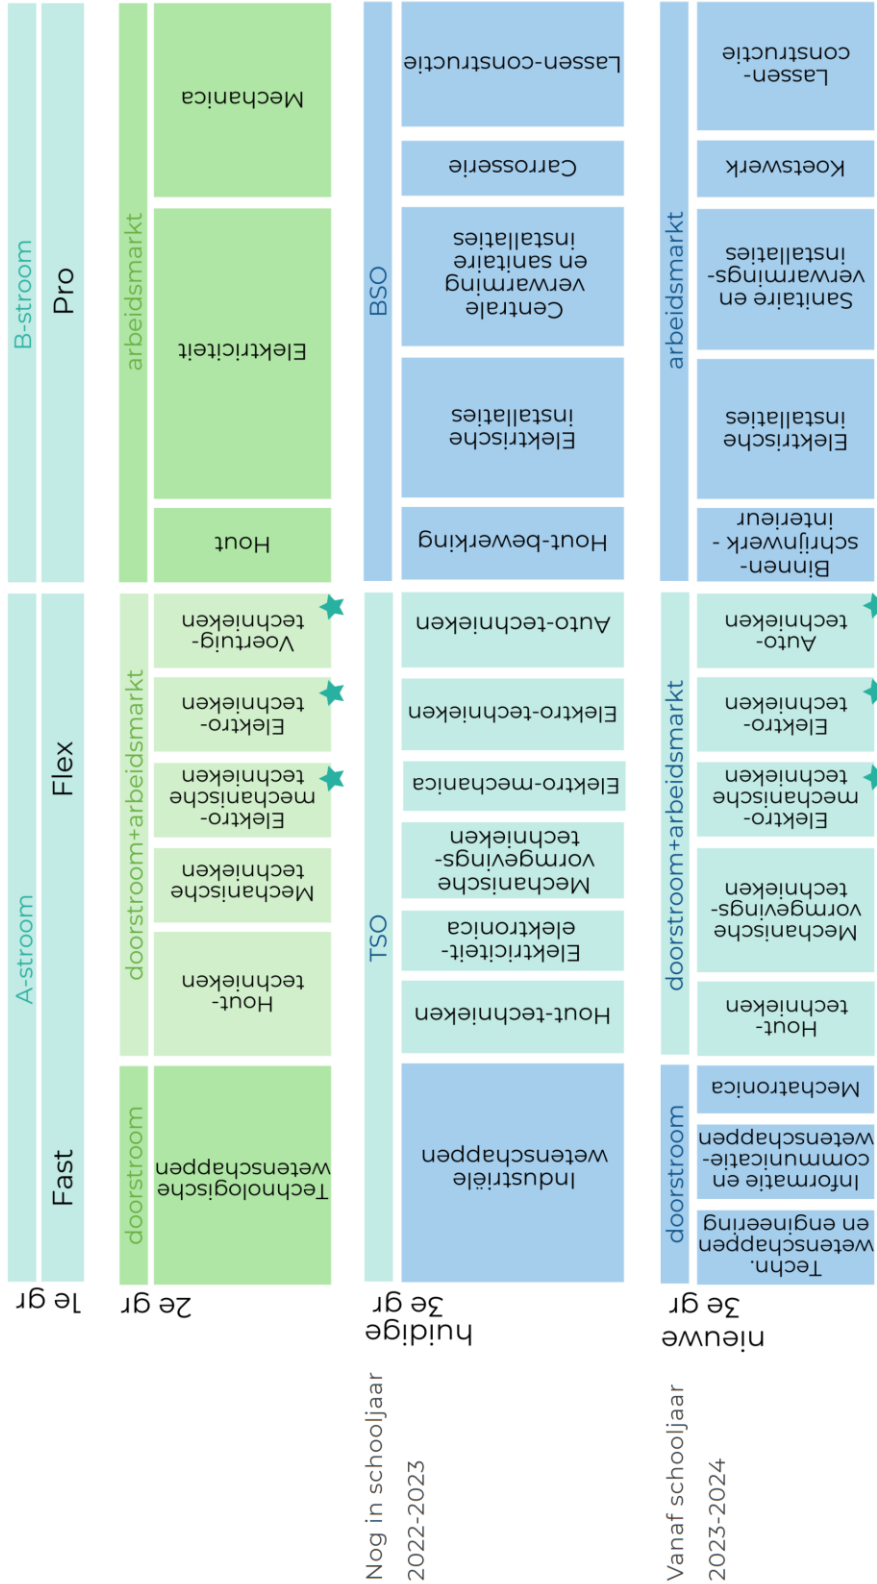 1e gr
A-stroom
B-stroom
Fast
Flex
Pro
2e gr
doorstroom
doorstroom+arbeidsmarkt
arbeidsmarkt
Technologische
wetenschappen
Hout-
technieken
Mechanische
technieken
Elektro-
mechanische
technieken
Elektro-
technieken
Voertuig-
technieken
Hout
Elektriciteit
Mechanica
Nog in schooljaar
2022-2023
huidige
3e gr
TSO
BSO
Industriële
wetenschappen
Hout-technieken
Elektriciteit-
elektronica
Mechanische
vormgevings-
technieken
Elektro-mechanica
Elektro-technieken
Auto-technieken
Hout-bewerking
Elektrische
installaties
Centrale
verwarming
en sanitaire
installaties
Carrosserie
Lassen-constructie
Vanaf schooljaar
2023-2024
nieuwe
3e gr
doorstroom
doorstroom+arbeidsmarkt
arbeidsmarkt
Techn.
wetenschappen
en engineering
Informatie en
communicatie-
wetenschappen
Mechatronica
Hout-
technieken
Mechanische
vormgevings-
technieken
Elektro-
mechanische
technieken
Elektro-
technieken
Auto-
technieken
Binnen-
schrijnwerk -
interieur
Elektrische
installaties
Sanitaire en
verwarmings-
installaties
Koetswerk
Lassen-
constructie